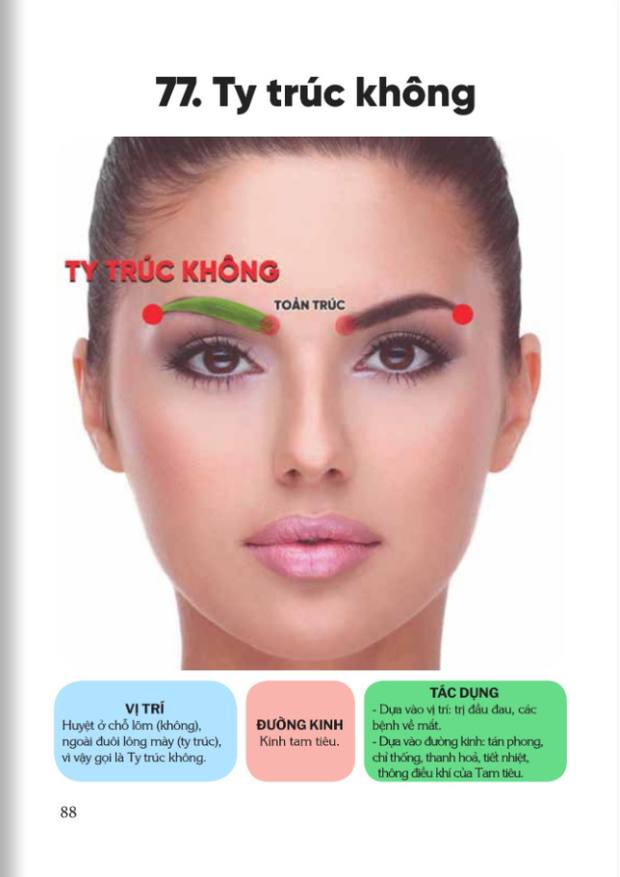 77. Ty trúc không
TY TRÚC KHÔNG
TOẢN TRÚC
VỊ TRÍ
Huyệt ở chỗ lõm (không),
ngoài đuôi lông mày (ty trúc),
vì vậy gọi là Ty trúc không.
ĐƯỜNG KINH
Kinh tam tiêu.
TÁC DỤNG
- Dựa vào vị trí: trị đầu đau, các
bệnh về mắt.
- Dựa vào đường kinh: tán phong,
chỉ thống, thanh hoả, tiết nhiệt,
thông điều khí của Tam tiêu.
88